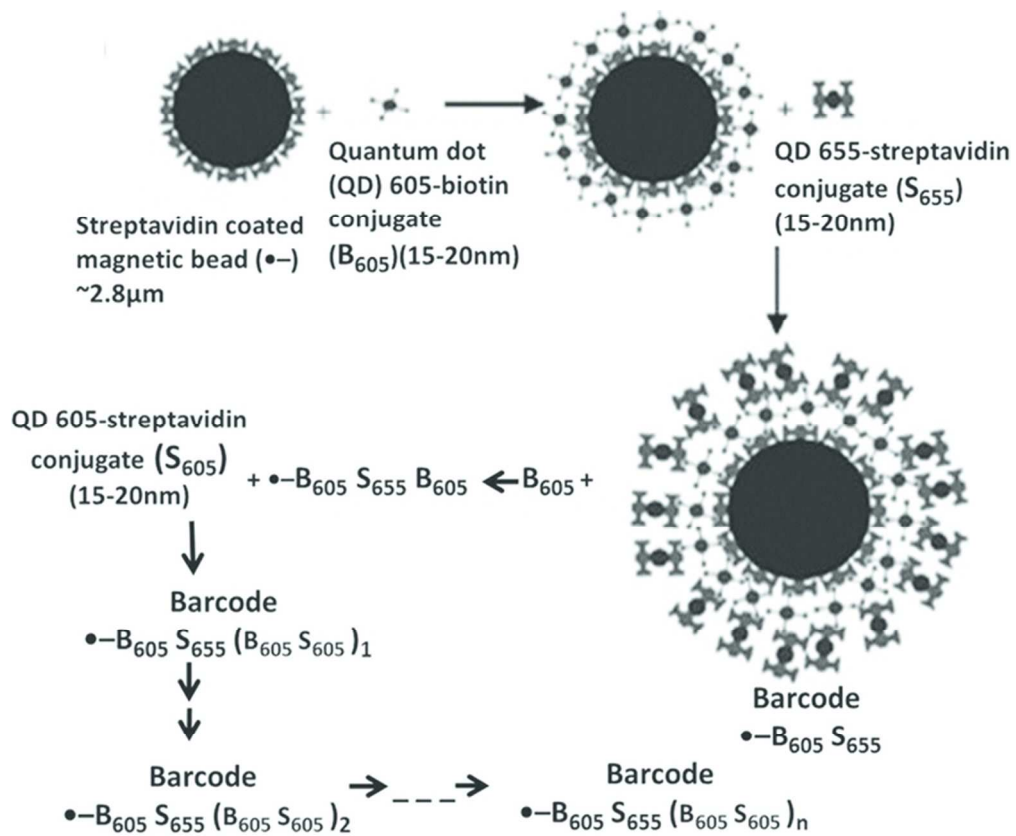 +
+
Quantum dot
(QD) 605-biotin
conjugate
(B₆₀₅)(15-20nm)
Streptavidin coated
magnetic bead (•–)
~2.8µm
QD 655-streptavidin
conjugate (S₆₅₅)
(15-20nm)
QD 605-streptavidin
conjugate (S₆₀₅)
(15-20nm)
+ •–B₆₀₅ S₆₅₅ B₆₀₅ ← B₆₀₅ +
Barcode
•–B₆₀₅ S₆₅₅ (B₆₀₅ S₆₀₅)₁
Barcode
•–B₆₀₅ S₆₅₅
Barcode
•–B₆₀₅ S₆₅₅ (B₆₀₅ S₆₀₅)₂
Barcode
•–B₆₀₅ S₆₅₅ (B₆₀₅ S₆₀₅)ₙ